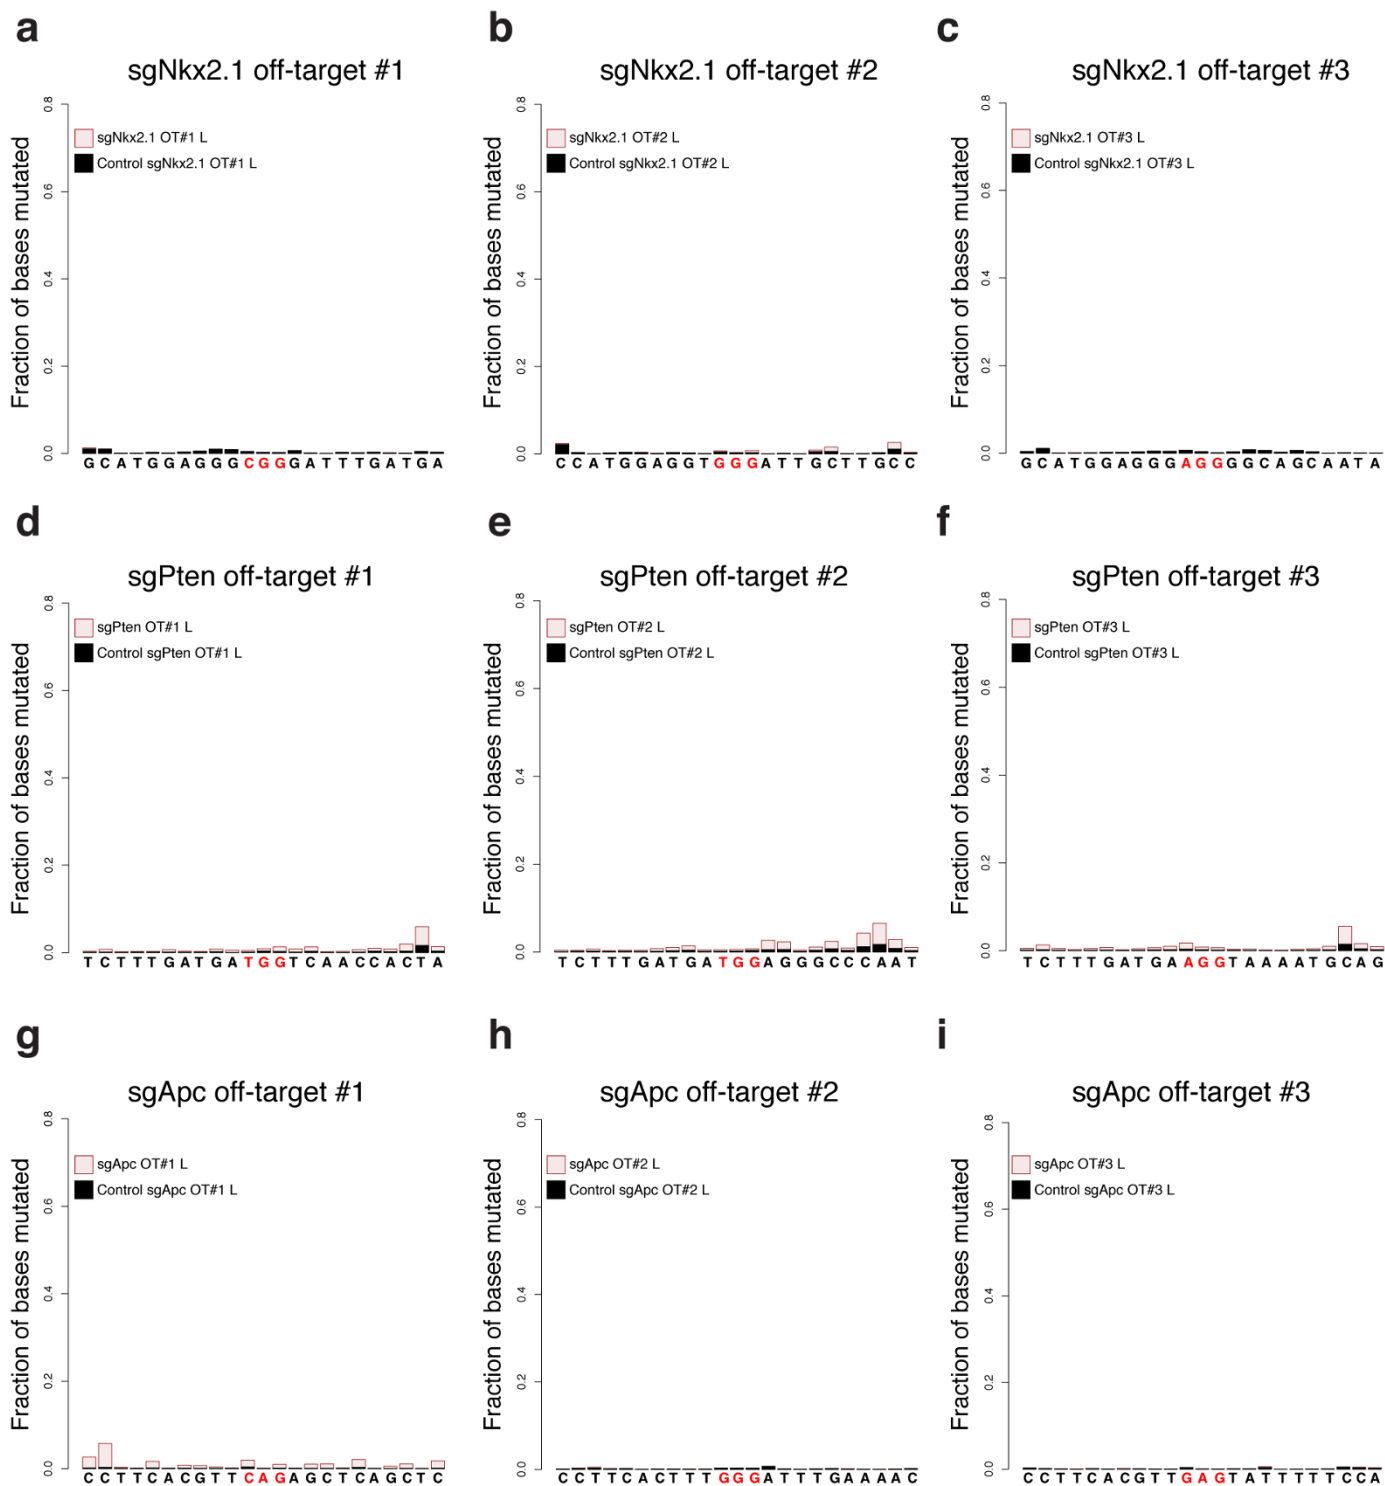 a
sgNkx2.1 off-target #1
Fraction of bases mutated
0.8
0.6
0.4
0.2
0.0
sgNkx2.1 OT#1 L
Control sgNkx2.1 OT#1 L
GCATGGAGGGCGGGATTTGATGA
b
sgNkx2.1 off-target #2
Fraction of bases mutated
0.8
0.6
0.4
0.2
0.0
sgNkx2.1 OT#2 L
Control sgNkx2.1 OT#2 L
CCATGGAGGTGGGATTGCTTGCC
c
sgNkx2.1 off-target #3
Fraction of bases mutated
0.8
0.6
0.4
0.2
0.0
sgNkx2.1 OT#3 L
Control sgNkx2.1 OT#3 L
GCATGGAGGGAGGGGCAGCAATA
d
sgPten off-target #1
Fraction of bases mutated
0.8
0.6
0.4
0.2
0.0
sgPten OT#1 L
Control sgPten OT#1 L
TCTTTGATGATGGTCAACCACTA
e
sgPten off-target #2
Fraction of bases mutated
0.8
0.6
0.4
0.2
0.0
sgPten OT#2 L
Control sgPten OT#2 L
TCTTTGATGATGGAGGGCCCAAT
f
sgPten off-target #3
Fraction of bases mutated
0.8
0.6
0.4
0.2
0.0
sgPten OT#3 L
Control sgPten OT#3 L
TCTTTGATGAAGGTAAAATGCAG
g
sgApc off-target #1
Fraction of bases mutated
0.8
0.6
0.4
0.2
0.0
sgApc OT#1 L
Control sgApc OT#1 L
CCTTCACGTTCAGAGCTCAGCTC
h
sgApc off-target #2
Fraction of bases mutated
0.8
0.6
0.4
0.2
0.0
sgApc OT#2 L
Control sgApc OT#2 L
CCTTCACTTTGGGATTTGAAAAC
i
sgApc off-target #3
Fraction of bases mutated
0.8
0.6
0.4
0.2
0.0
sgApc OT#3 L
Control sgApc OT#3 L
CCTTCACGTTGAGTATTTTTCCA